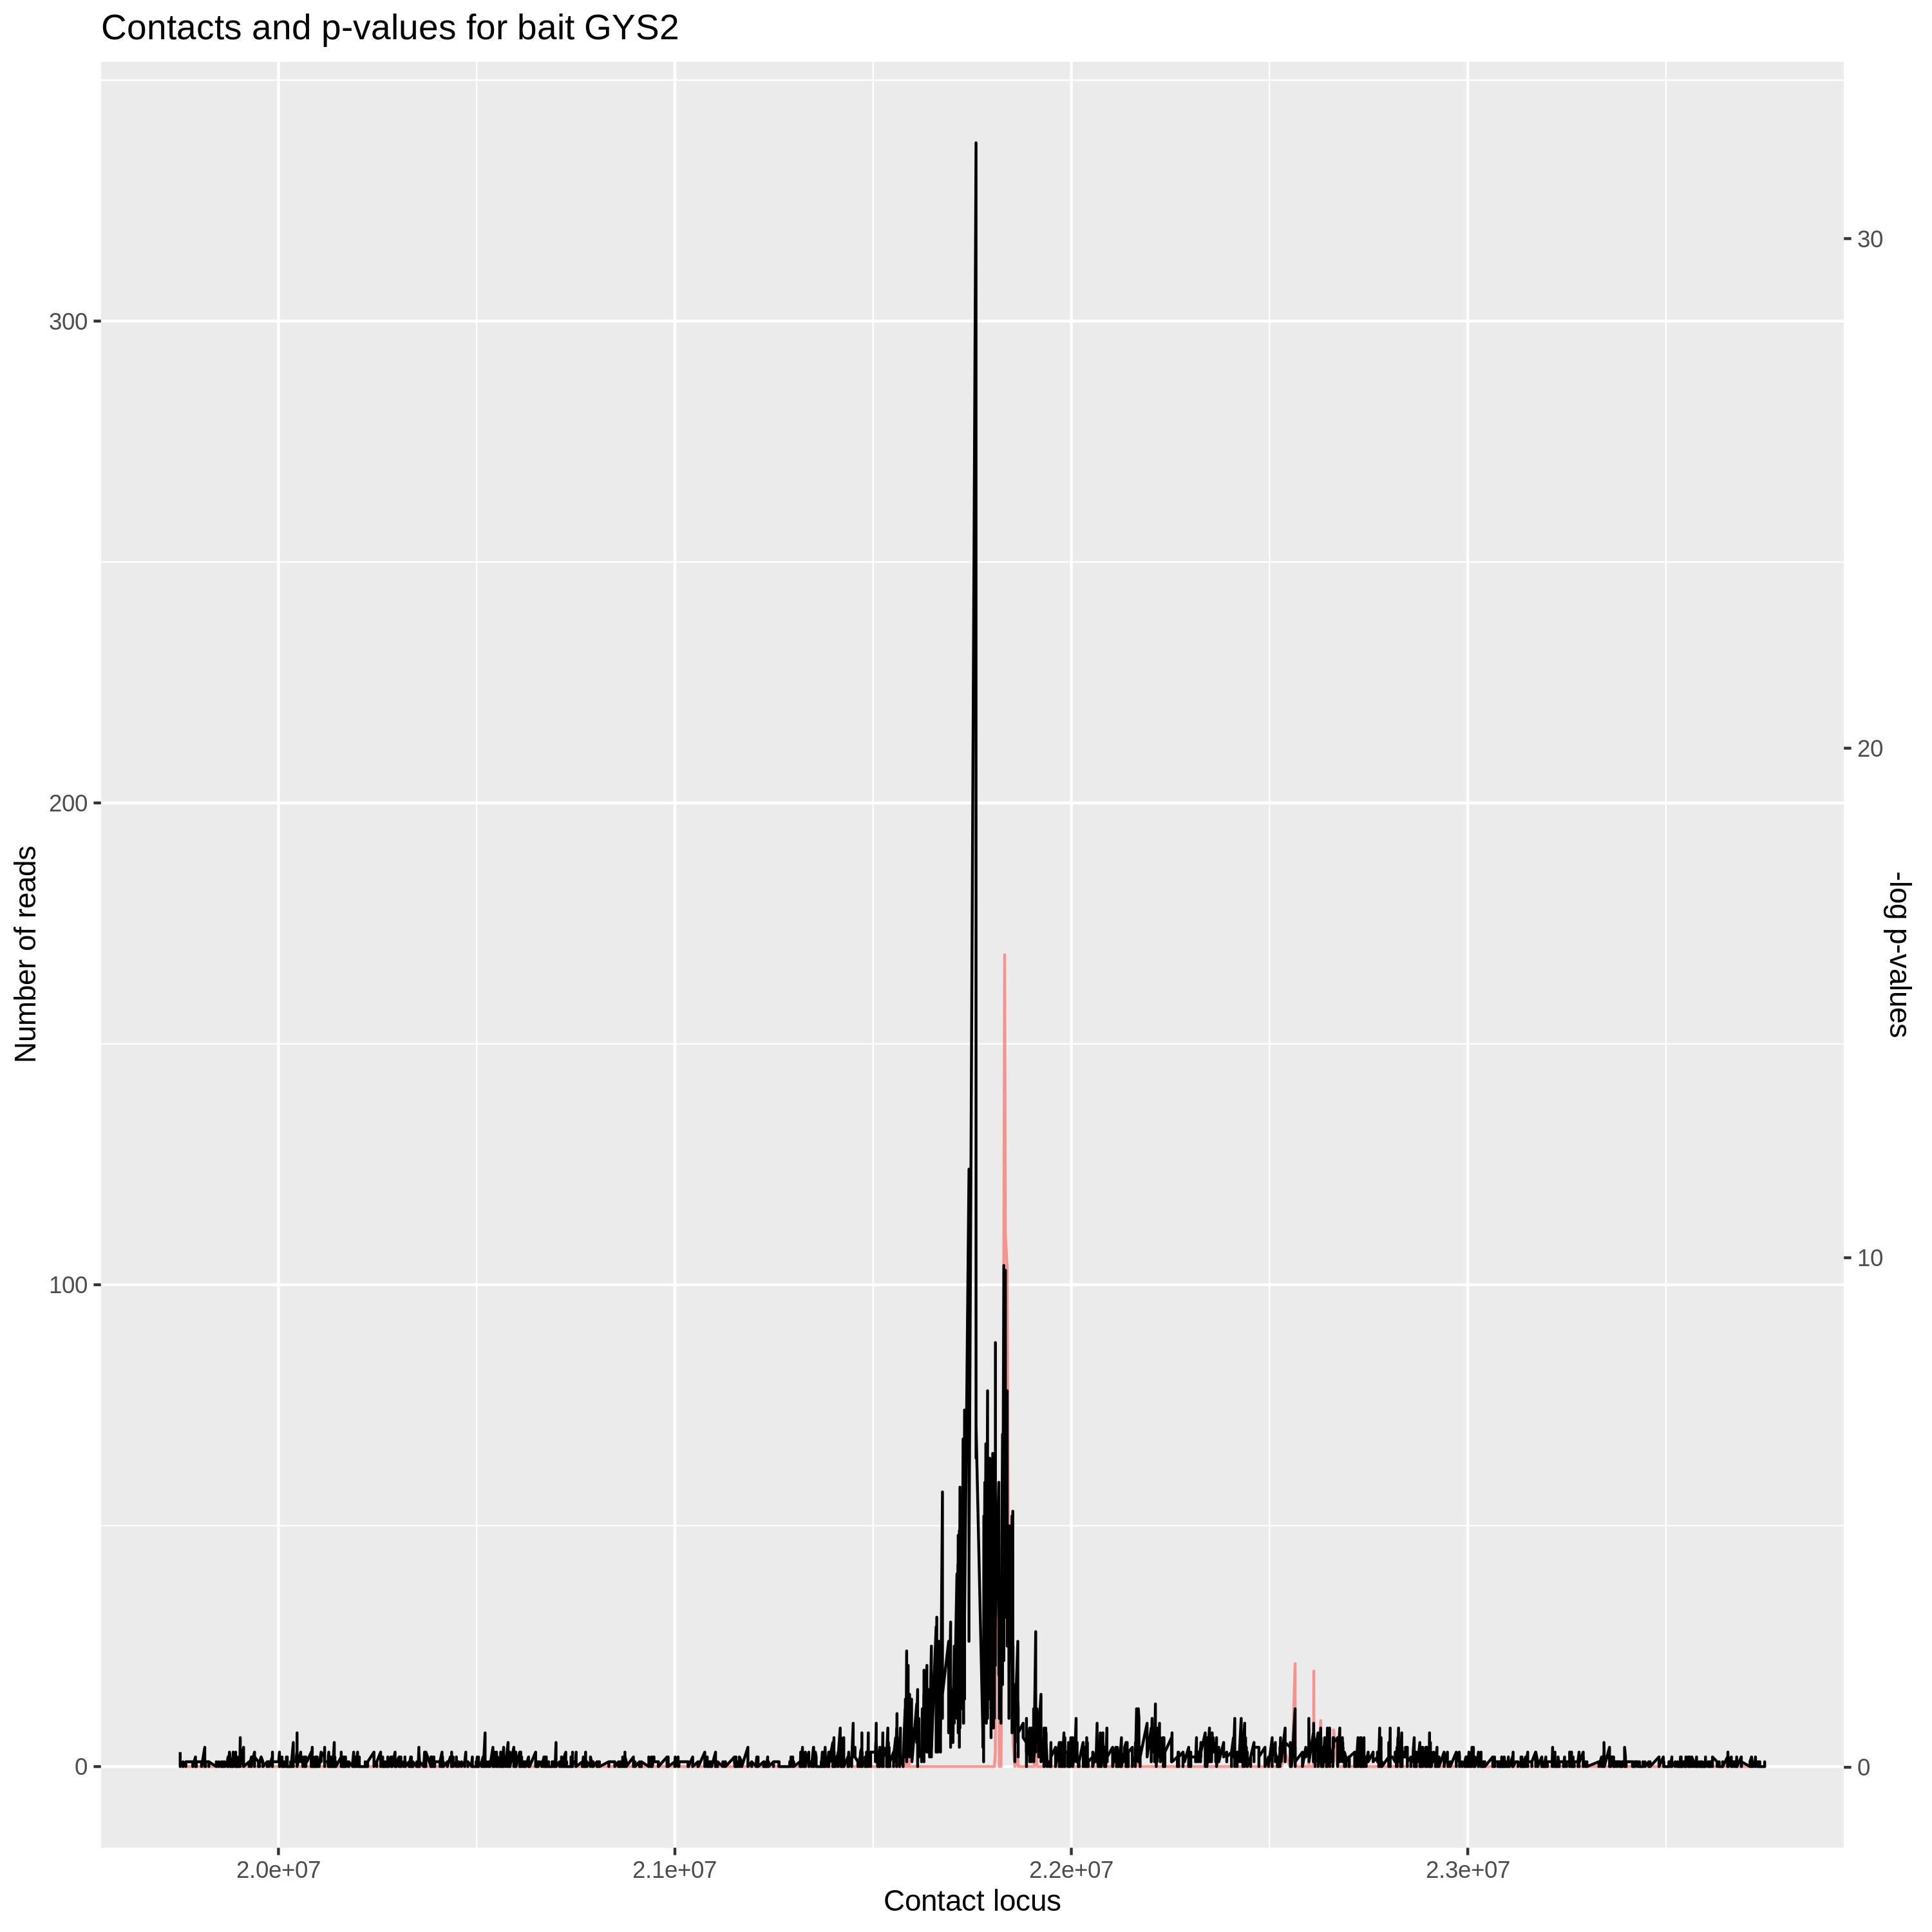 Contacts and p-values for bait GYS2
300
200
100
0
Number of reads
30
20
10
0
-log p-values
2.0e+07
2.1e+07
2.2e+07
2.3e+07
Contact locus